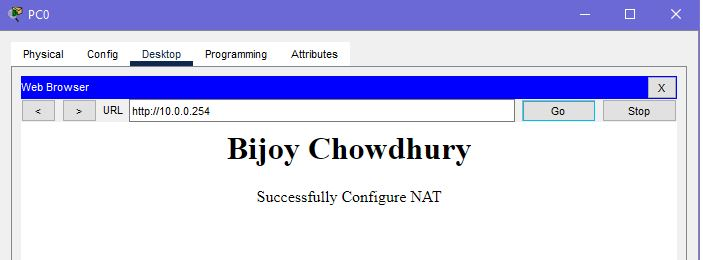 PC0
Physical Config Desktop Programming Attributes
Web Browser X
< > URL http://10.0.0.254 Go Stop
Bijoy Chowdhury
Successfully Configure NAT